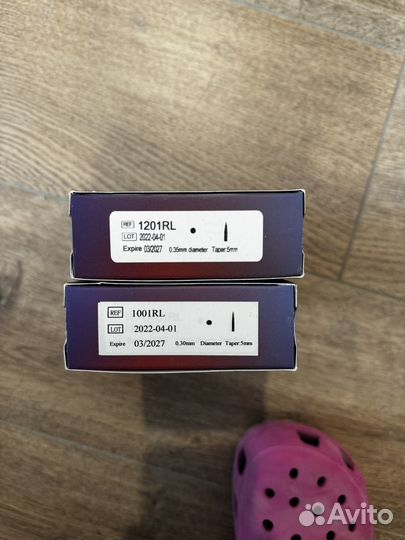 REF 1201RL
LOT 2022-04-01
Expire 03/2027 0.35mm diameter Taper:5mm
REF 1001RL
LOT 2022-04-01
Expire 03/2027 0.30mm Diameter Taper:5mm
Avito